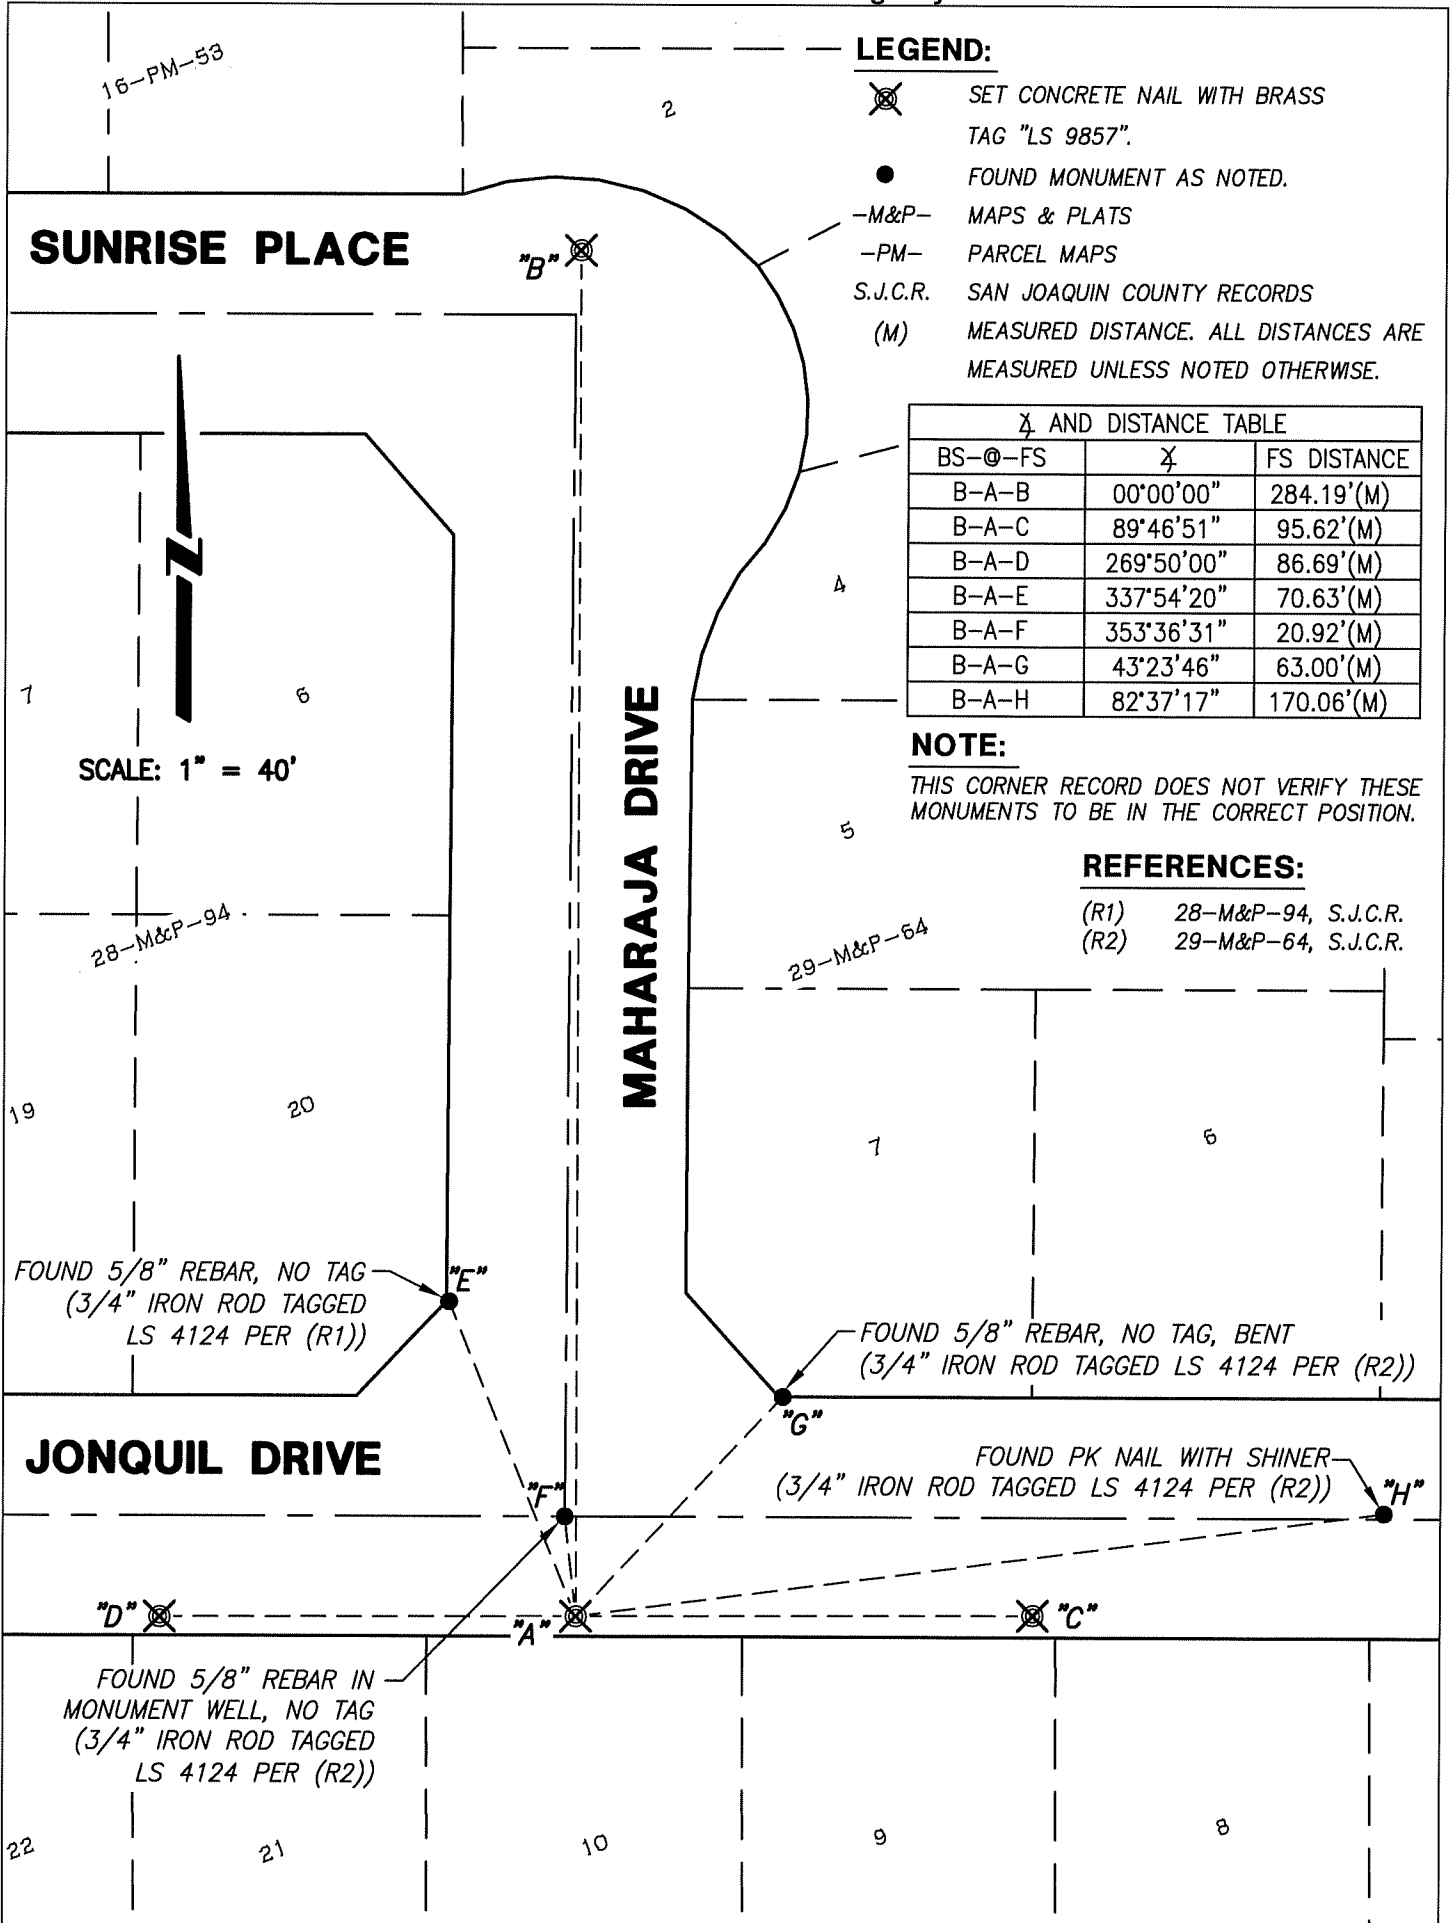 16-PM-53
2
LEGEND:
SET CONCRETE NAIL WITH BRASS
TAG "LS 9857".
FOUND MONUMENT AS NOTED.
-M&P- MAPS & PLATS
-PM- PARCEL MAPS
S.J.C.R. SAN JOAQUIN COUNTY RECORDS
(M) MEASURED DISTANCE. ALL DISTANCES ARE
MEASURED UNLESS NOTED OTHERWISE.
SUNRISE PLACE
"B"
∡ AND DISTANCE TABLE
BS-@-FS ∡ FS DISTANCE
B-A-B 00°00'00" 284.19'(M)
B-A-C 89°46'51" 95.62'(M)
B-A-D 269°50'00" 86.69'(M)
B-A-E 337°54'20" 70.63'(M)
B-A-F 353°36'31" 20.92'(M)
B-A-G 43°23'46" 63.00'(M)
B-A-H 82°37'17" 170.06'(M)
4
7
6
Z
SCALE: 1" = 40'
MAHARAJA DRIVE
NOTE:
THIS CORNER RECORD DOES NOT VERIFY THESE
MONUMENTS TO BE IN THE CORRECT POSITION.
5
REFERENCES:
(R1) 28-M&P-94, S.J.C.R.
(R2) 29-M&P-64, S.J.C.R.
28-M&P-94
29-M&P-64
19
20
7
6
FOUND 5/8" REBAR, NO TAG
(3/4" IRON ROD TAGGED
LS 4124 PER (R1))
"E"
FOUND 5/8" REBAR, NO TAG, BENT
(3/4" IRON ROD TAGGED LS 4124 PER (R2))
"G"
JONQUIL DRIVE
FOUND PK NAIL WITH SHINER
(3/4" IRON ROD TAGGED LS 4124 PER (R2))
"H"
"F"
"D"
"A"
"C"
FOUND 5/8" REBAR IN
MONUMENT WELL, NO TAG
(3/4" IRON ROD TAGGED
LS 4124 PER (R2))
22
21
10
9
8